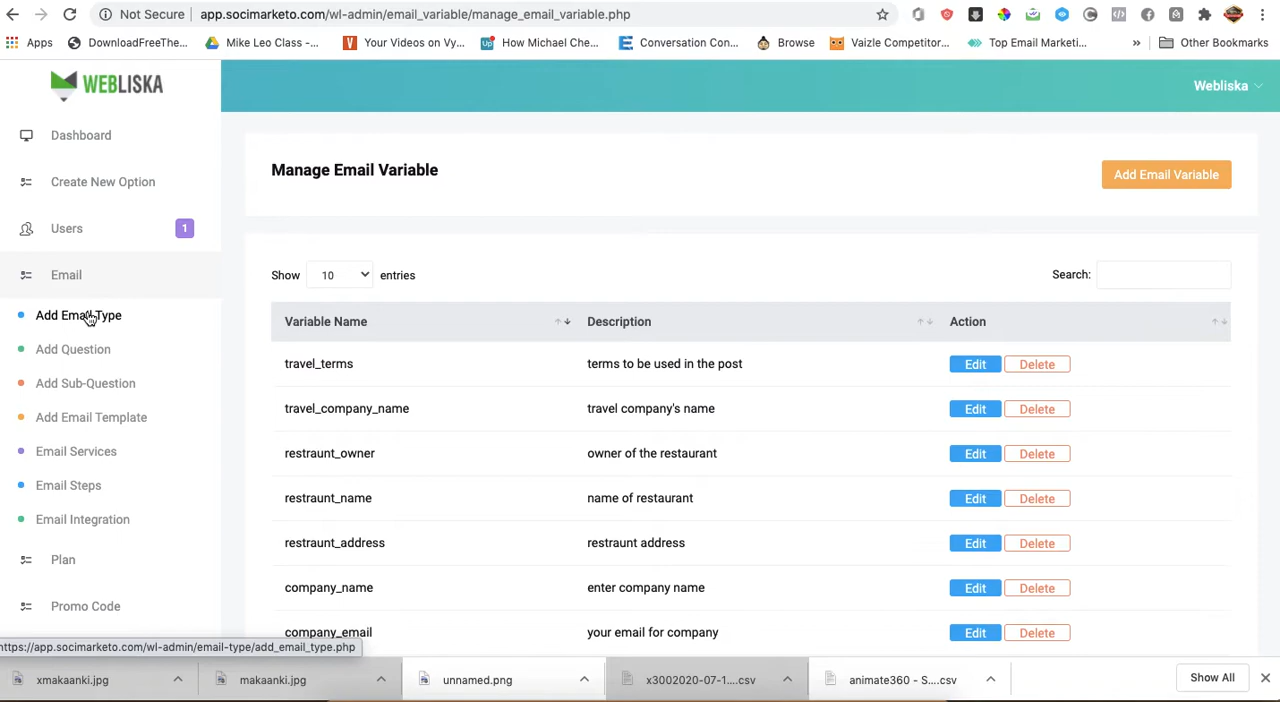 Not Secure app.socimarketo.com/wl-admin/email_variable/manage_email_variable.php
Apps DownloadFreeThe... Mike Leo Class -... Your Videos on Vy... How Michael Che... Conversation Con... Browse Vaizle Competitor... Top Email Marketi... » Other Bookmarks
WEBLISKA
Webliska
Dashboard
Create New Option
Users 1
Email
Add Email Type
Add Question
Add Sub-Question
Add Email Template
Email Services
Email Steps
Email Integration
Plan
Promo Code
Manage Email Variable
Add Email Variable
Show 10 entries
Search:
Variable Name Description Action
travel_terms terms to be used in the post Edit Delete
travel_company_name travel company's name Edit Delete
restraunt_owner owner of the restaurant Edit Delete
restraunt_name name of restaurant Edit Delete
restraunt_address restraunt address Edit Delete
company_name enter company name Edit Delete
company_email your email for company Edit Delete
https://app.socimarketo.com/wl-admin/email-type/add_email_type.php
xmakaanki.jpg makaanki.jpg unnamed.png x3002020-07-1....csv animate360 - S....csv Show All